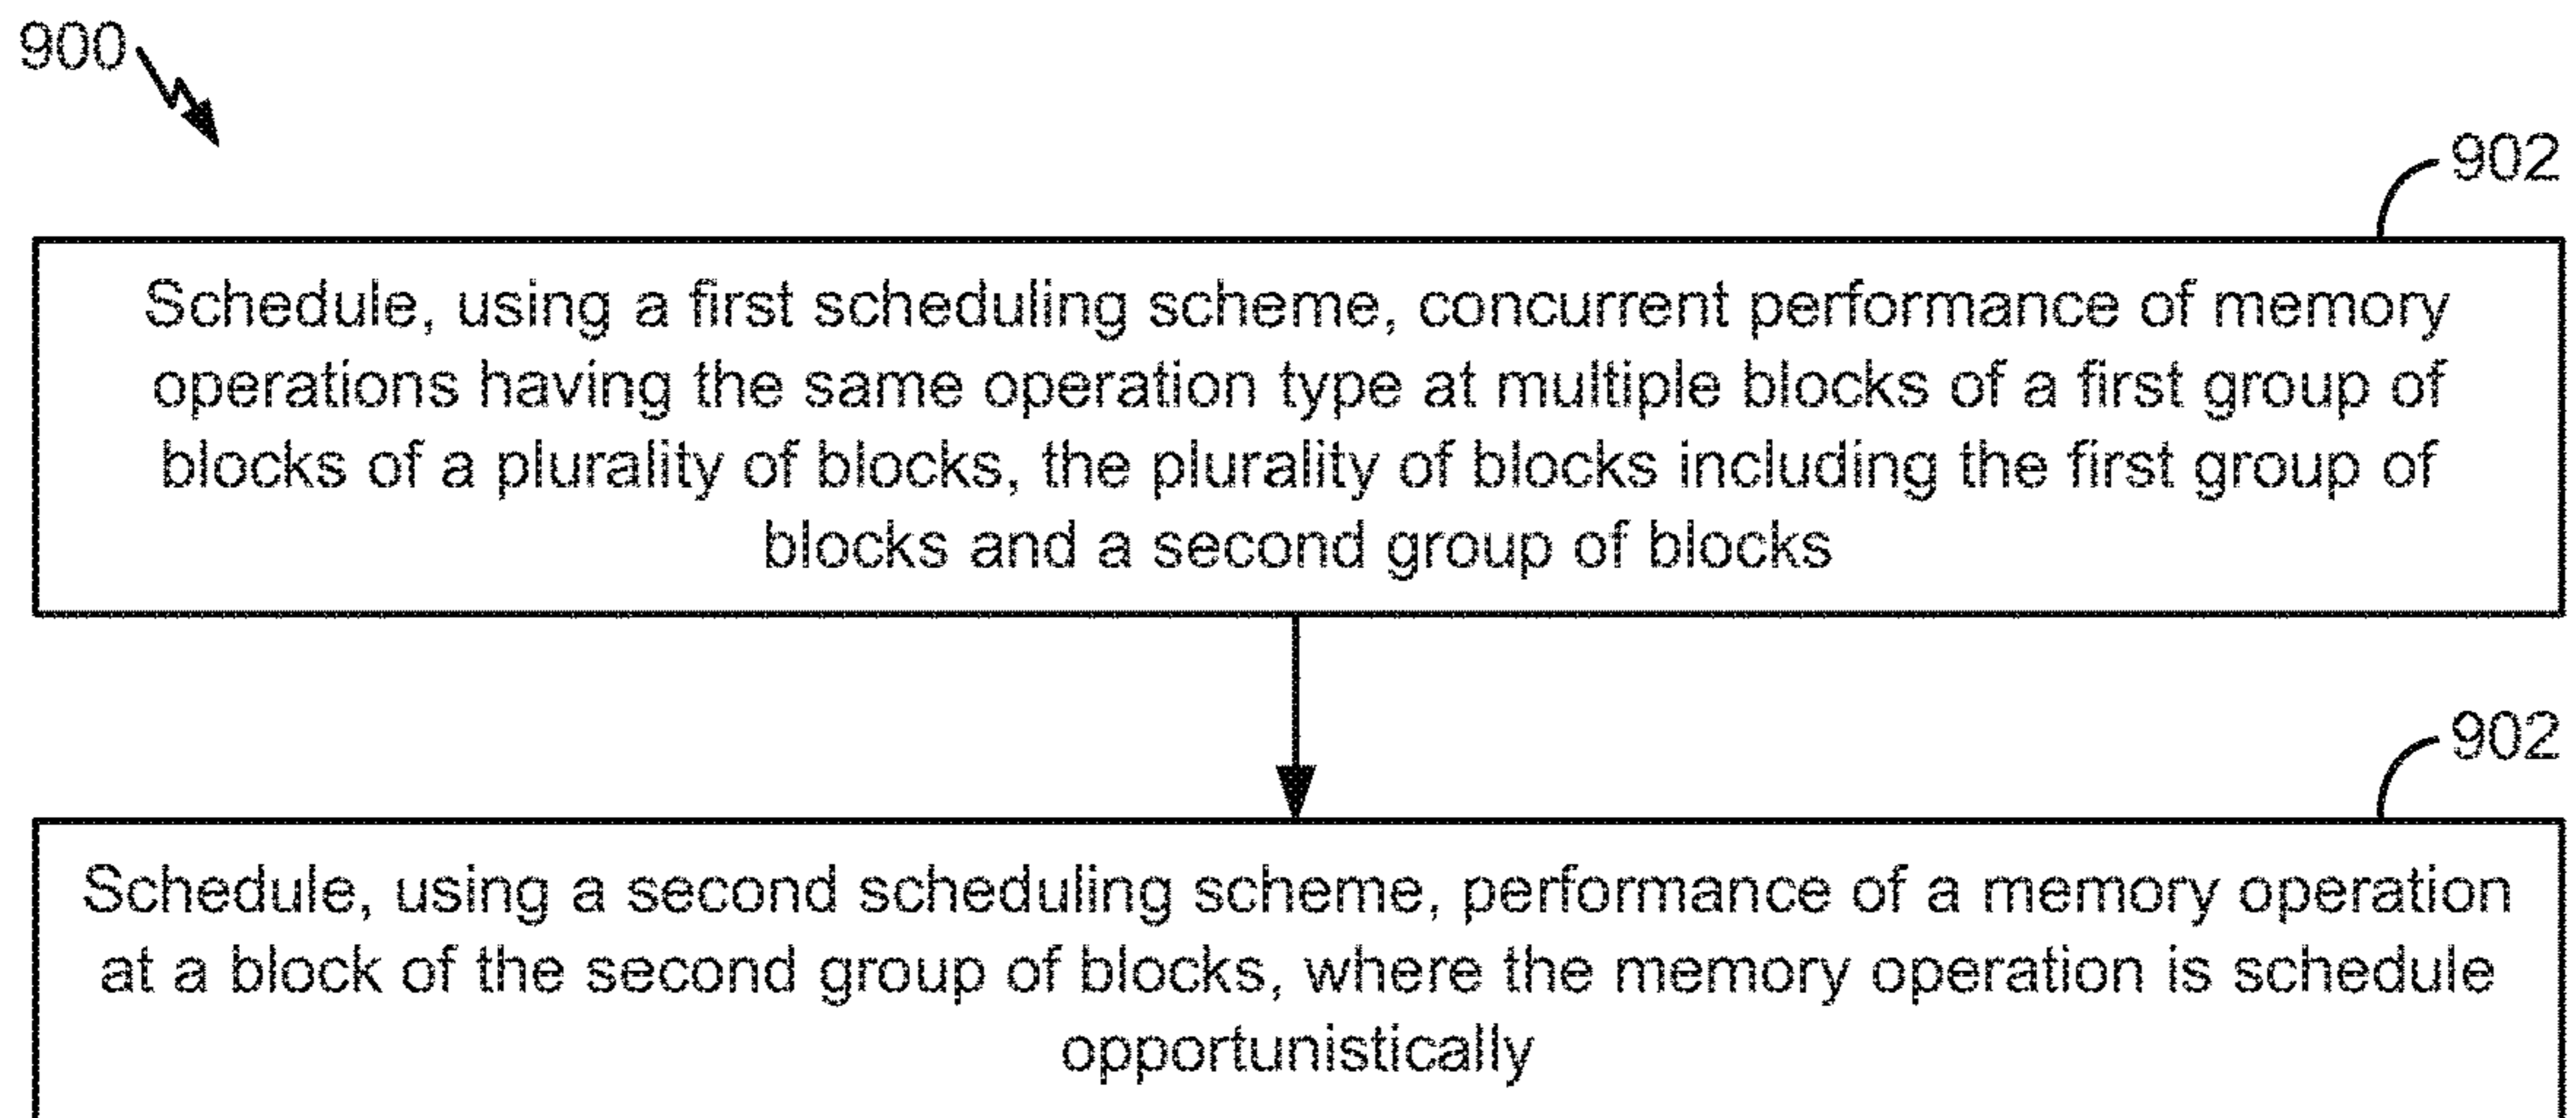 900
902
Schedule, using a first scheduling scheme, concurrent performance of memory
operations having the same operation type at multiple blocks of a first group of
blocks of a plurality of blocks, the plurality of blocks including the first group of
blocks and a second group of blocks
902
Schedule, using a second scheduling scheme, performance of a memory operation
at a block of the second group of blocks, where the memory operation is schedule
opportunistically